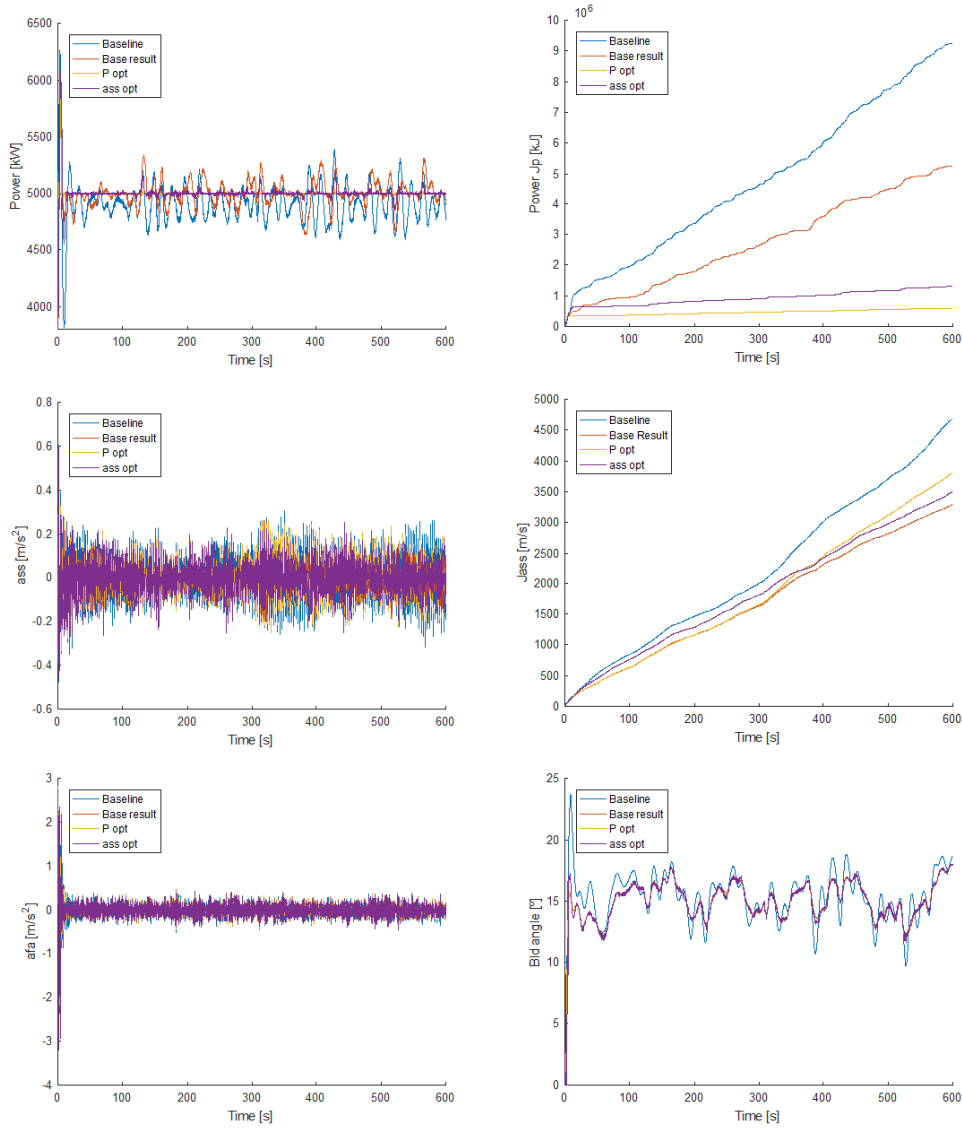 6500
6000
5500
5000
4500
4000
Power [kW]
Baseline
Base result
P opt
ass opt
0 100 200 300 400 500 600
Time [s]
×10⁶
10
9
8
7
6
5
4
3
2
1
0
Power Jp [kJ]
Baseline
Base result
P opt
ass opt
0 100 200 300 400 500 600
Time [s]
0.8
0.6
0.4
0.2
0
-0.2
-0.4
-0.6
ass [m/s²]
Baseline
Base result
P opt
ass opt
0 100 200 300 400 500 600
Time [s]
5000
4500
4000
3500
3000
2500
2000
1500
1000
500
0
Jass [m/s]
Baseline
Base Result
P opt
ass opt
0 100 200 300 400 500 600
Time [s]
3
2
1
0
-1
-2
-3
-4
afa [m/s²]
Baseline
Base result
P opt
ass opt
0 100 200 300 400 500 600
Time [s]
25
20
15
10
5
0
Bld angle [º]
Baseline
Base result
P opt
ass opt
0 100 200 300 400 500 600
Time [s]